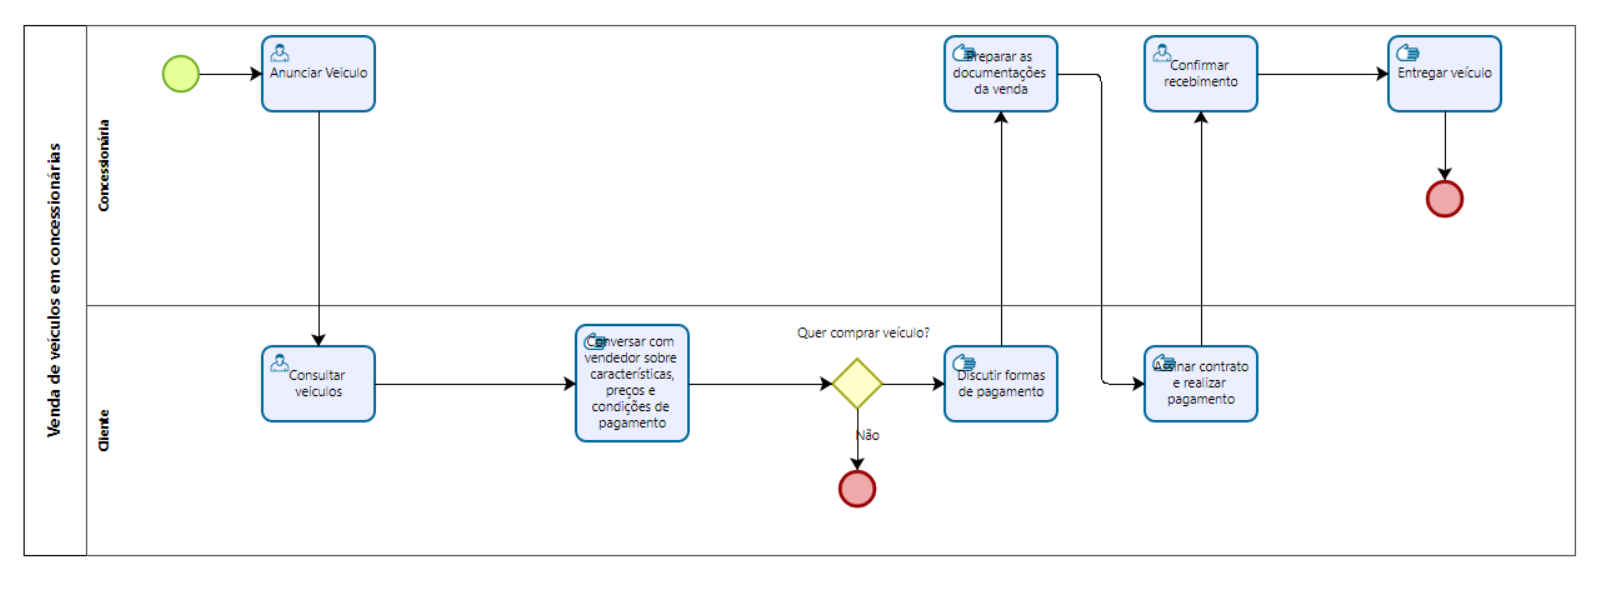 Venda de veículos em concessionárias
Concessionária
Anunciar Veículo
Preparar as
documentações
da venda
Confirmar
recebimento
Entregar veículo
Cliente
Consultar
veículos
Conversar com
vendedor sobre
características,
preços e
condições de
pagamento
Quer comprar veículo?
Não
Discutir formas
de pagamento
Assinar contrato
e realizar
pagamento